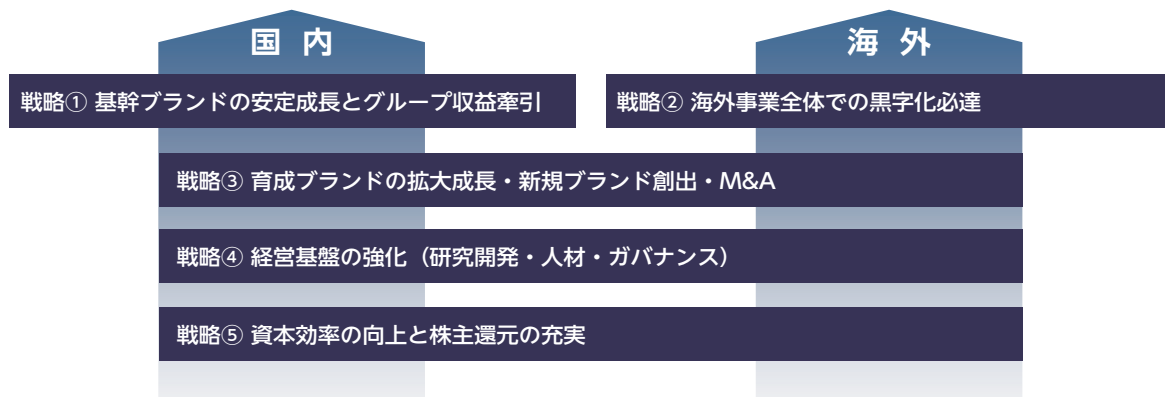 国 内
海 外
戦略① 基幹ブランドの安定成長とグループ収益牽引
戦略② 海外事業全体での黒字化必達
戦略③ 育成ブランドの拡大成長・新規ブランド創出・M&A
戦略④ 経営基盤の強化（研究開発・人材・ガバナンス）
戦略⑤ 資本効率の向上と株主還元の充実